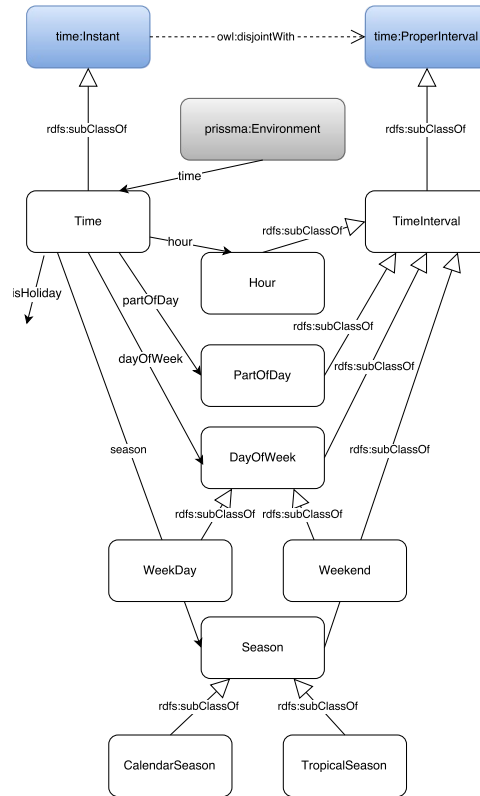 time:Instant
owl:disjointWith
time:ProperInterval
rdfs:subClassOf
rdfs:subClassOf
prissma:Environment
time
Time
TimeInterval
hour
rdfs:subClassOf
Hour
isHoliday
partOfDay
rdfs:subClassOf
dayOfWeek
PartOfDay
rdfs:subClassOf
season
DayOfWeek
rdfs:subClassOf
rdfs:subClassOf
rdfs:subClassOf
WeekDay
Weekend
Season
rdfs:subClassOf
rdfs:subClassOf
CalendarSeason
TropicalSeason